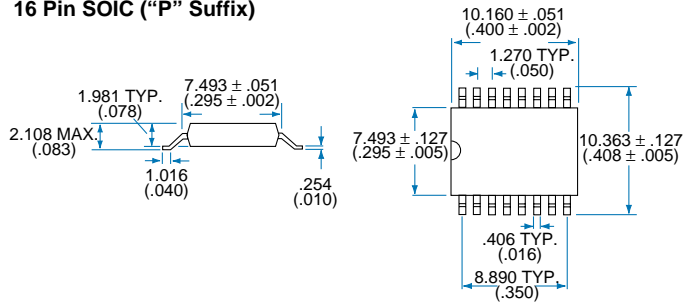 16 Pin SOIC (“P” Suffix)
1.981 TYP.
(.078)
7.493 ± .051
(.295 ± .002)
2.108 MAX.
(.083)
1.016
(.040)
.254
(.010)
10.160 ± .051
(.400 ± .002)
1.270 TYP.
(.050)
7.493 ± .127
(.295 ± .005)
10.363 ± .127
(.408 ± .005)
.406 TYP.
(.016)
8.890 TYP.
(.350)